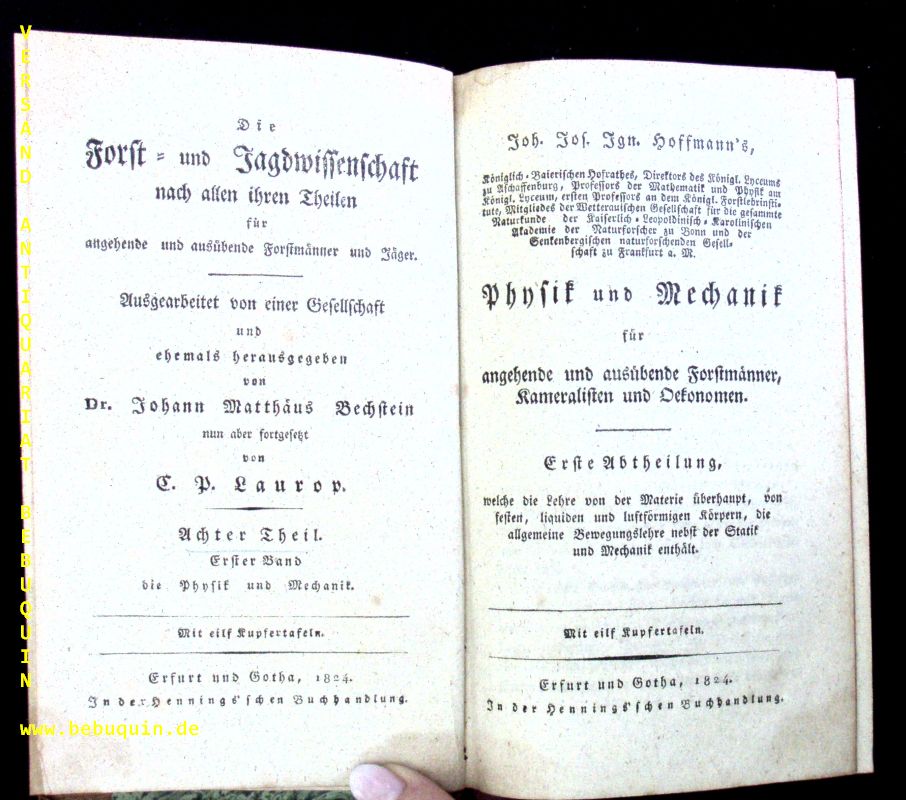 Die
Forst- und Jagdwissenschaft
nach allen ihren Theilen
für
angehende und ausübende Forstmänner und Jäger.
Ausgearbeitet von einer Gesellschaft
und
ehemals herausgegeben
von
Dr. Johann Matthäus Bechstein
nun aber fortgesetzt
von
C. P. Laurop.
Achter Theil.
Erster Band
die Physik und Mechanik.
Mit eilf Kupfertafeln.
Erfurt und Gotha, 1824.
In der Hennings'schen Buchhandlung.
Joh. Jos. Ign. Hoffmann's,
Königlich-Baierischen Hofrathes, Direktors des Königl. Lyceums
zu Aschaffenburg, Professors der Mathematik und Physik am
Königl. Lyceum, ersten Professors an dem Königl. Forstlehrinsti-
tute, Mitgliedes der Wetterauischen Gesellschaft für die gesammte
Naturkunde der Kaiserlich-Leopoldinisch-Karolinischen
Akademie der Naturforscher zu Bonn und der
Senkenbergischen naturforschenden Gesell-
schaft zu Frankfurt a. M.
Physik und Mechanik
für
angehende und ausübende Forstmänner,
Kameralisten und Oekonomen.
Erste Abtheilung,
welche die Lehre von der Materie überhaupt, von
festen, liquiden und luftförmigen Körpern, die
allgemeine Bewegungslehre nebst der Statik
und Mechanik enthält.
Mit eilf Kupfertafeln.
Erfurt und Gotha, 1824.
In der Hennings'schen Buchhandlung.
VERSAND ANTIQUARIAT BEBUQUIN
www.bebuquin.de